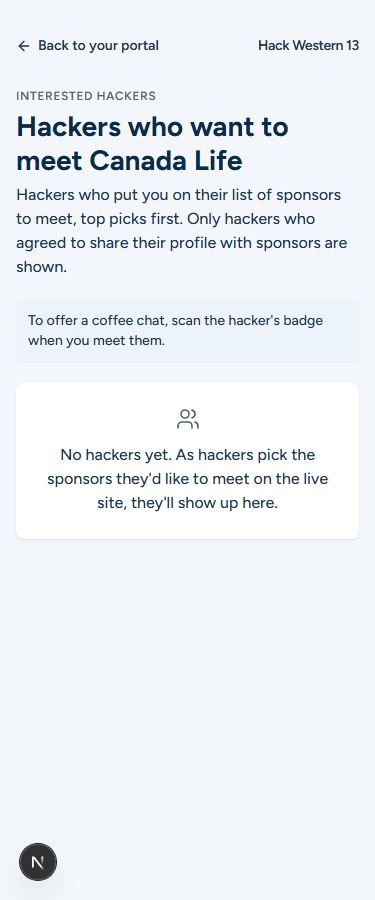 Back to your portal
Hack Western 13
INTERESTED HACKERS
Hackers who want to
meet Canada Life
Hackers who put you on their list of sponsors
to meet, top picks first. Only hackers who
agreed to share their profile with sponsors are
shown.
To offer a coffee chat, scan the hacker's badge
when you meet them.
No hackers yet. As hackers pick the
sponsors they'd like to meet on the live
site, they'll show up here.
N